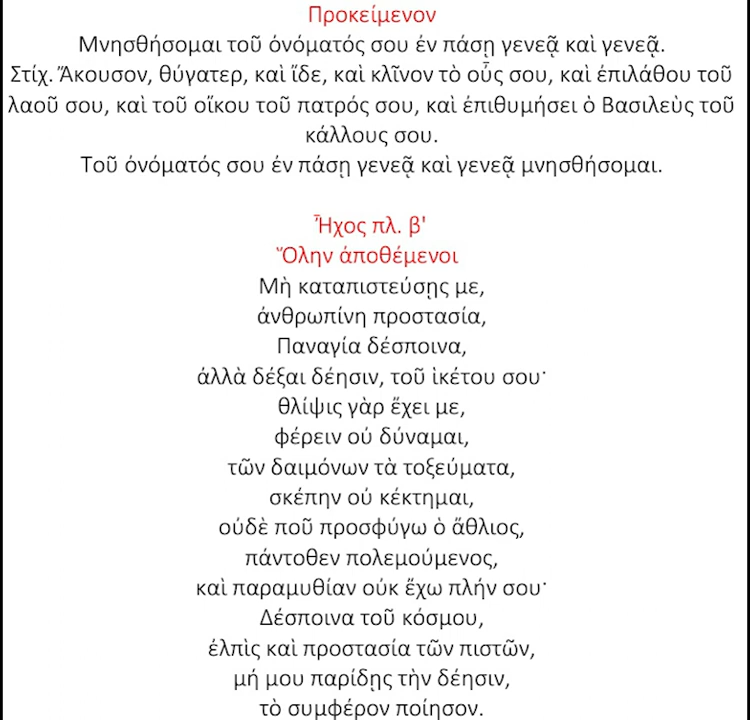 Προκείμενον
Μνησθήσομαι τοῦ ὀνόματός σου ἐν πάσῃ γενεᾷ καὶ γενεᾷ.
Στίχ. Ἄκουσον, θύγατερ, καὶ ἴδε, καὶ κλῖνον τὸ οὖς σου, καὶ ἐπιλάθου τοῦ
λαοῦ σου, καὶ τοῦ οἴκου τοῦ πατρός σου, καὶ ἐπιθυμήσει ὁ Βασιλεὺς τοῦ
κάλλους σου.
Τοῦ ὀνόματός σου ἐν πάσῃ γενεᾷ καὶ γενεᾷ μνησθήσομαι.
Ἦχος πλ. β'
Ὅλην ἀποθέμενοι
Μὴ καταπιστεύσῃς με,
ἀνθρωπίνη προστασία,
Παναγία δέσποινα,
ἀλλὰ δέξαι δέησιν, τοῦ ἱκέτου σου·
θλίψις γὰρ ἔχει με,
φέρειν οὐ δύναμαι,
τῶν δαιμόνων τὰ τοξεύματα,
σκέπην οὐ κέκτημαι,
οὐδὲ ποῦ προσφύγω ὁ ἄθλιος,
πάντοθεν πολεμούμενος,
καὶ παραμυθίαν οὐκ ἔχω πλήν σου·
Δέσποινα τοῦ κόσμου,
ἐλπὶς καὶ προστασία τῶν πιστῶν,
μή μου παρίδῃς τὴν δέησιν,
τὸ συμφέρον ποίησον.